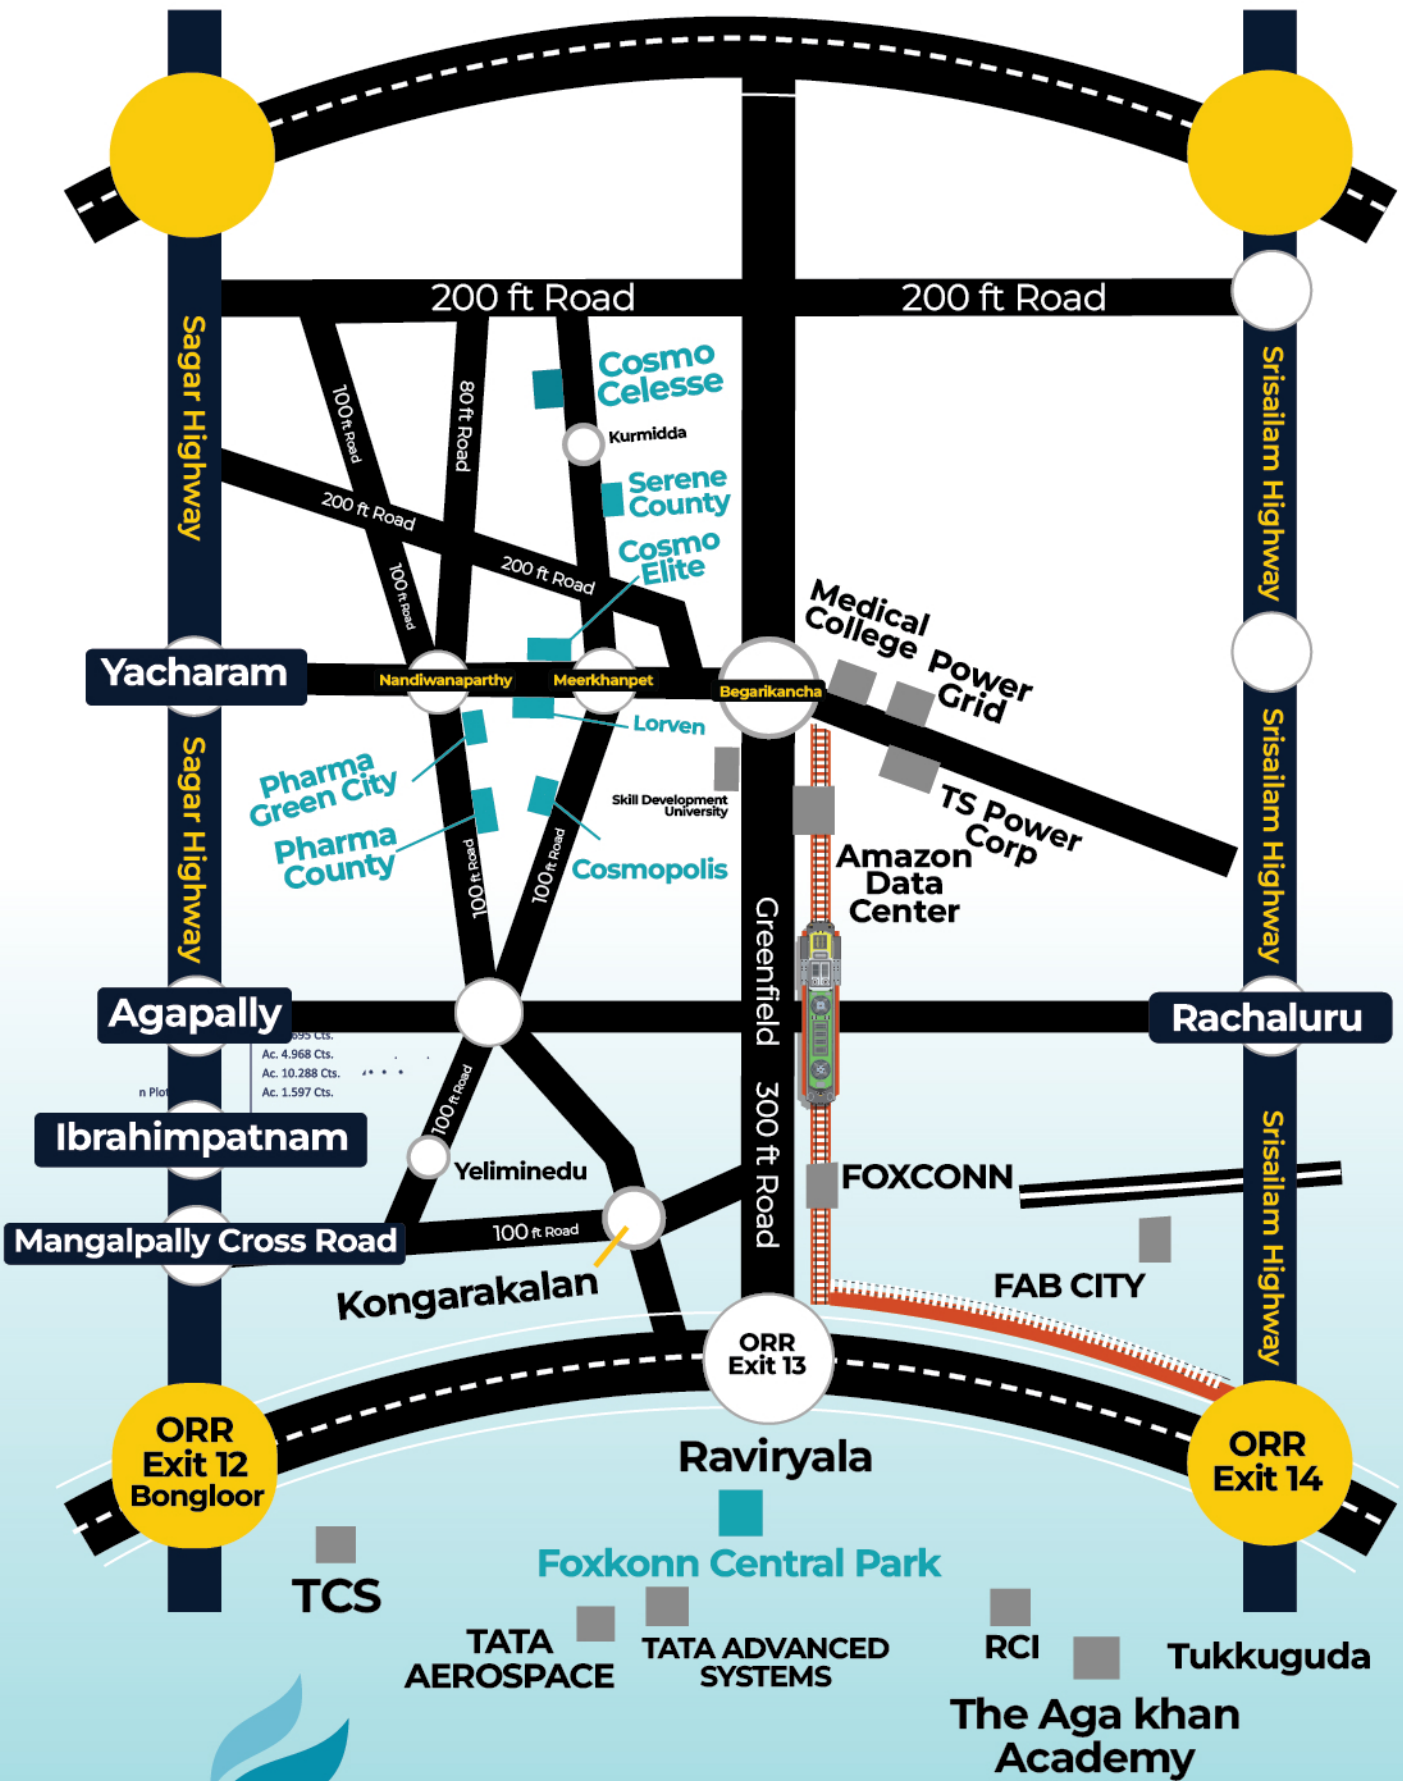 200 ft Road
200 ft Road
Sagar Highway
Srisailam Highway
100 ft Road
80 ft Road
Cosmo
Celesse
Kurmidda
Serene
County
200 ft Road
Cosmo
Elite
200 ft Road
100 ft Road
Medical
College
Power
Grid
Yacharam
Nandiwanaparthy
Meerkhanpet
Begarikancha
Lorven
Sagar Highway
Srisailam Highway
Pharma
Green City
Skill Development
University
TS Power
Corp
Pharma
County
100 ft Road
100 ft Road
Cosmopolis
Amazon
Data
Center
Greenfield 300 ft Road
Agapally
Rachaluru
695 Cts.
Ac. 4.968 Cts.
Ac. 10.288 Cts.
n Plot
Ac. 1.597 Cts.
100 ft Road
Ibrahimpatnam
Yeliminedu
FOXCONN
Srisailam Highway
Mangalpally Cross Road
100 ft Road
Kongarakalan
FAB CITY
ORR
Exit 13
ORR
Exit 12
Bongloor
ORR
Exit 14
Raviryala
Foxkonn Central Park
TCS
TATA
AEROSPACE
TATA ADVANCED
SYSTEMS
RCI
Tukkuguda
The Aga khan
Academy